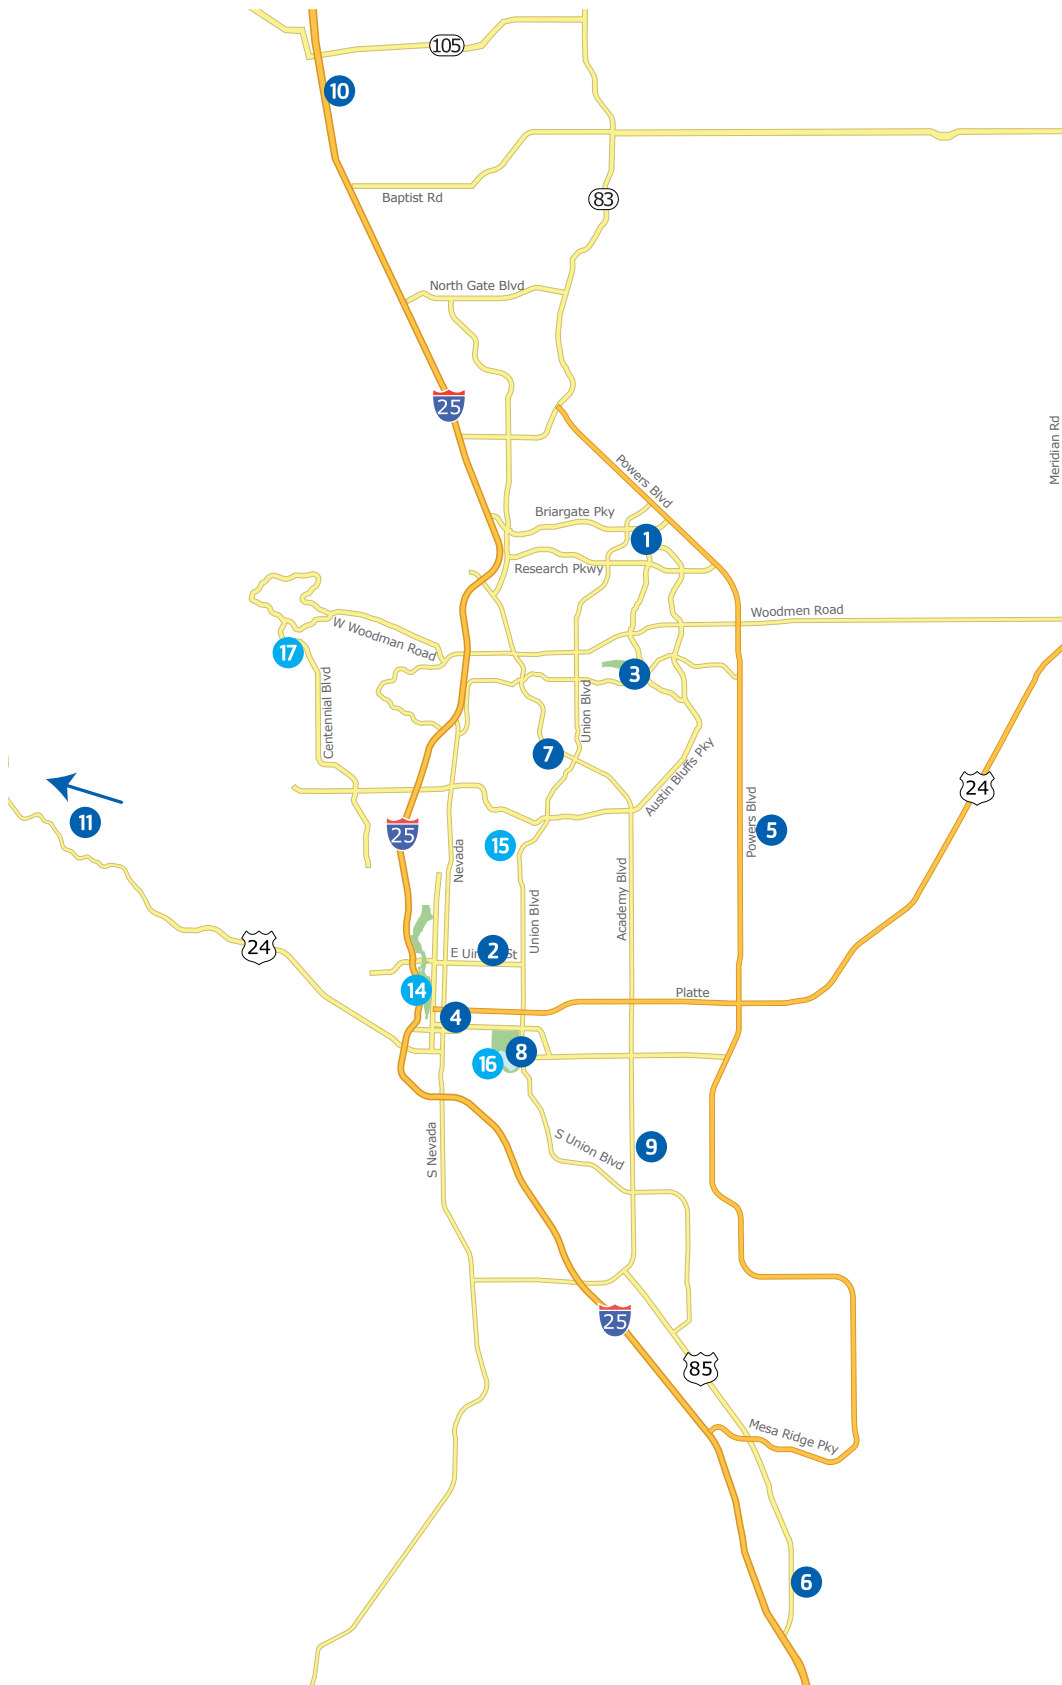 105
10
Baptist Rd
83
North Gate Blvd
25
Meridian Rd
Powers Blvd
Briargate Pky
1
Research Pkwy
Woodmen Road
W Woodman Road
17
3
Centennial Blvd
Union Blvd
7
Austin Bluffs Pky
24
11
25
Powers Blvd
5
15
Nevada
Academy Blvd
Union Blvd
24
E
2
St
14
Platte
4
8
16
S Nevada
S Union Blvd
9
25
85
Mesa Ridge Pky
6